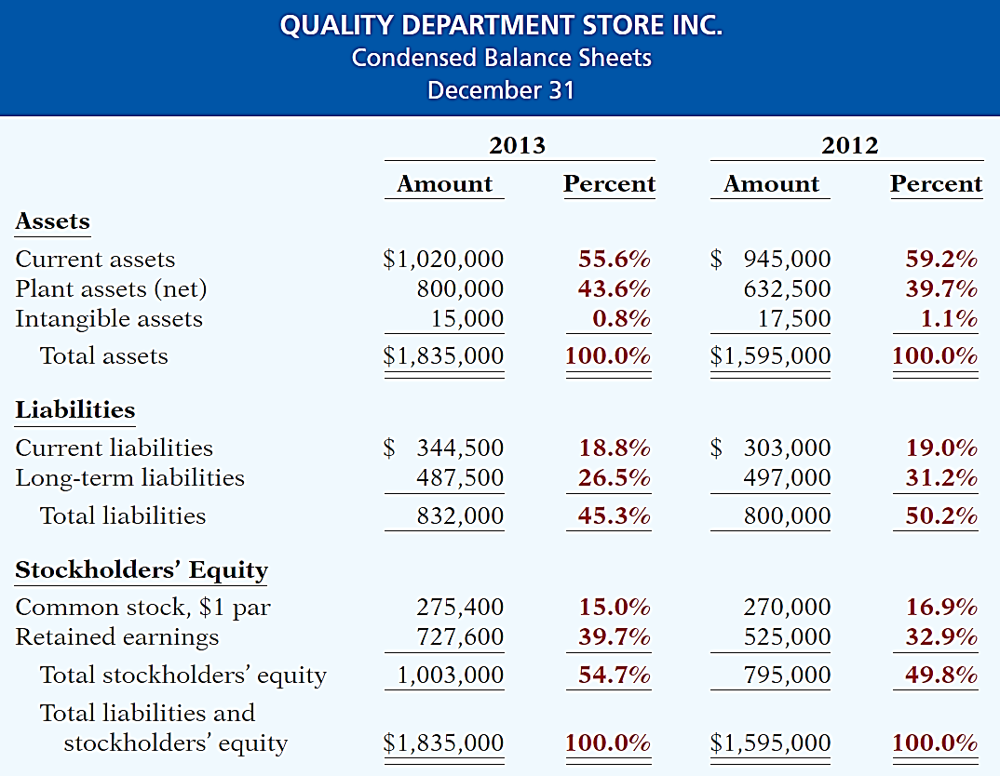 QUALITY DEPARTMENT STORE INC.
Condensed Balance Sheets
December 31
2013 2012
Amount Percent Amount Percent
Assets
Current assets $1,020,000 55.6% $ 945,000 59.2%
Plant assets (net) 800,000 43.6% 632,500 39.7%
Intangible assets 15,000 0.8% 17,500 1.1%
Total assets $1,835,000 100.0% $1,595,000 100.0%
Liabilities
Current liabilities $ 344,500 18.8% $ 303,000 19.0%
Long-term liabilities 487,500 26.5% 497,000 31.2%
Total liabilities 832,000 45.3% 800,000 50.2%
Stockholders’ Equity
Common stock, $1 par 275,400 15.0% 270,000 16.9%
Retained earnings 727,600 39.7% 525,000 32.9%
Total stockholders’ equity 1,003,000 54.7% 795,000 49.8%
Total liabilities and
stockholders’ equity $1,835,000 100.0% $1,595,000 100.0%